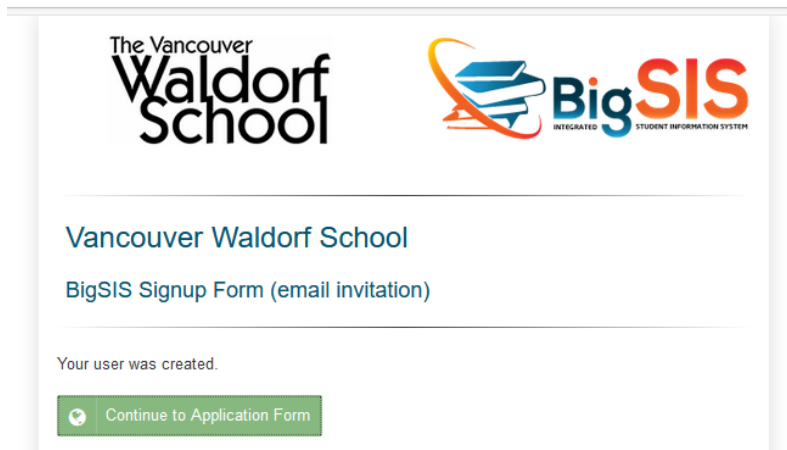 The Vancouver
Waldorf
School
BigSIS
INTEGRATED STUDENT INFORMATION SYSTEM
Vancouver Waldorf School
BigSIS Signup Form (email invitation)
Your user was created.
Continue to Application Form